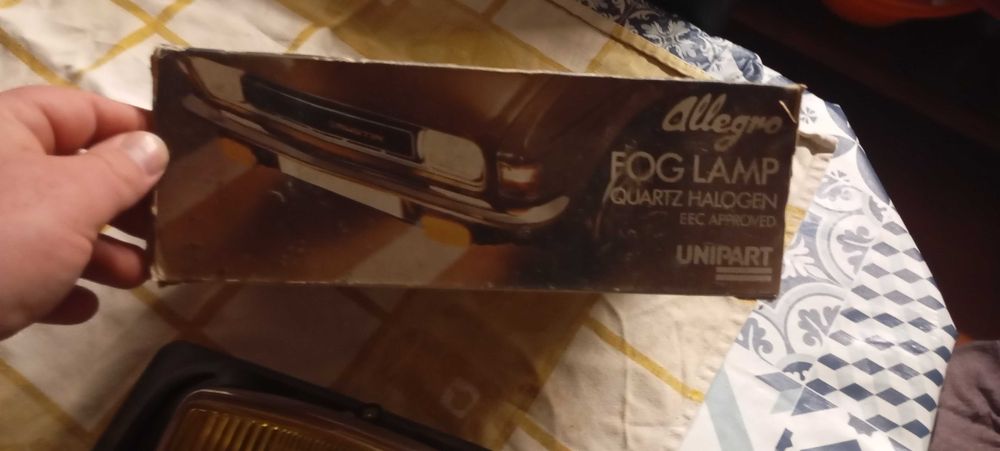 Allegro
FOG LAMP
QUARTZ HALOGEN
EEC APPROVED
UNIPART